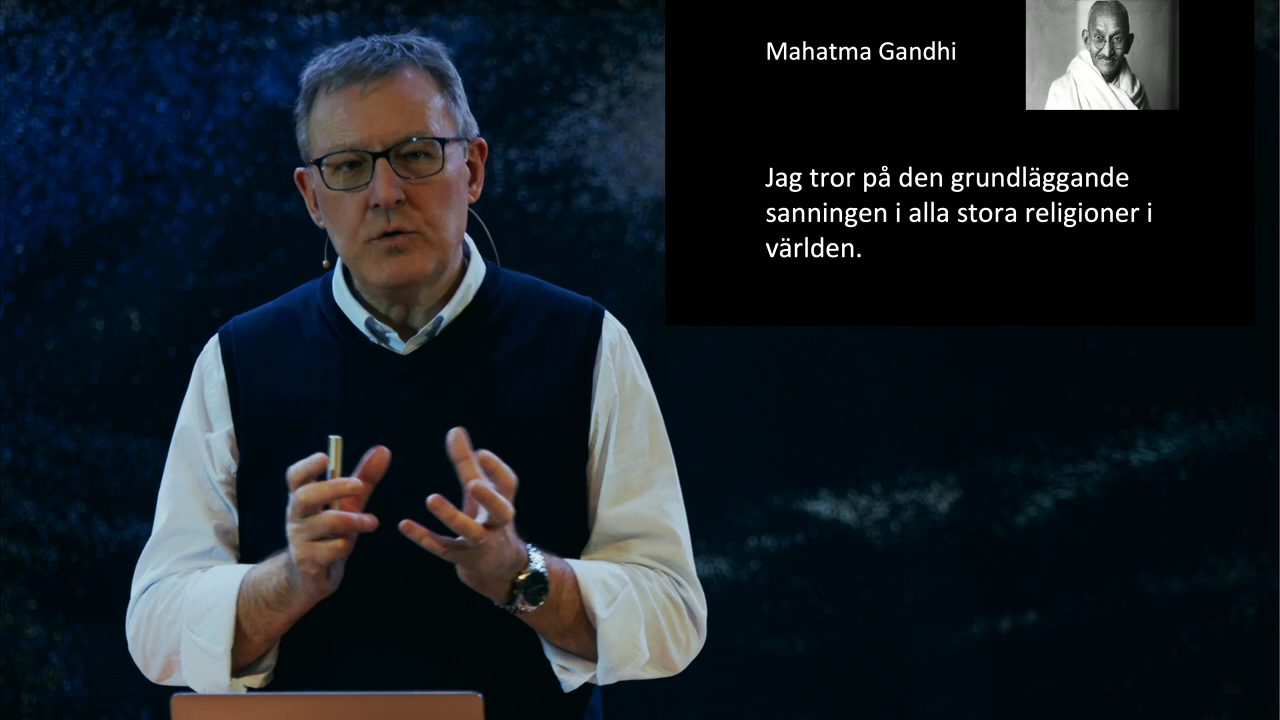 Mahatma Gandhi
Jag tror på den grundläggande
sanningen i alla stora religioner i
världen.